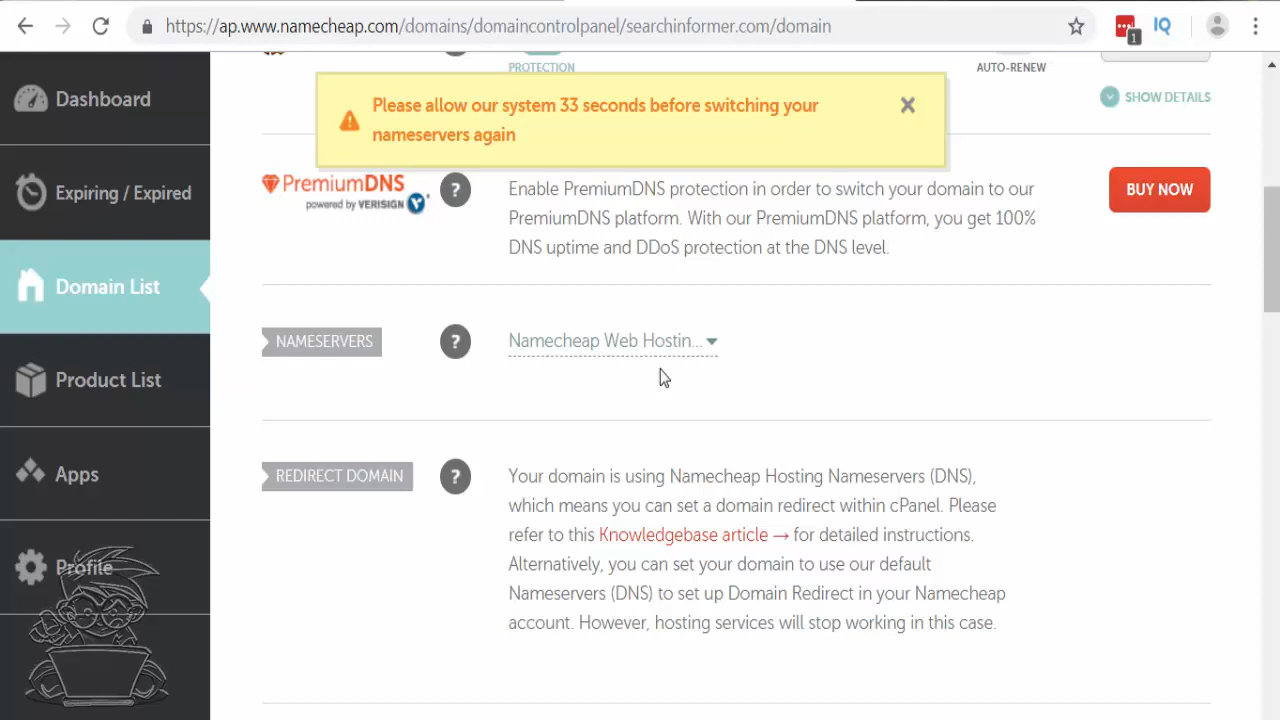 https://ap.www.namecheap.com/domains/domaincontrolpanel/searchinformer.com/domain
1
IQ
Dashboard
Expiring / Expired
Domain List
Product List
Apps
Profile
PROTECTION
AUTO-RENEW
SHOW DETAILS
Please allow our system 33 seconds before switching your
nameservers again
PremiumDNS
powered by VERISIGN
?
Enable PremiumDNS protection in order to switch your domain to our
PremiumDNS platform. With our PremiumDNS platform, you get 100%
DNS uptime and DDoS protection at the DNS level.
BUY NOW
NAMESERVERS
?
Namecheap Web Hostin...
REDIRECT DOMAIN
?
Your domain is using Namecheap Hosting Nameservers (DNS),
which means you can set a domain redirect within cPanel. Please
refer to this Knowledgebase article → for detailed instructions.
Alternatively, you can set your domain to use our default
Nameservers (DNS) to set up Domain Redirect in your Namecheap
account. However, hosting services will stop working in this case.